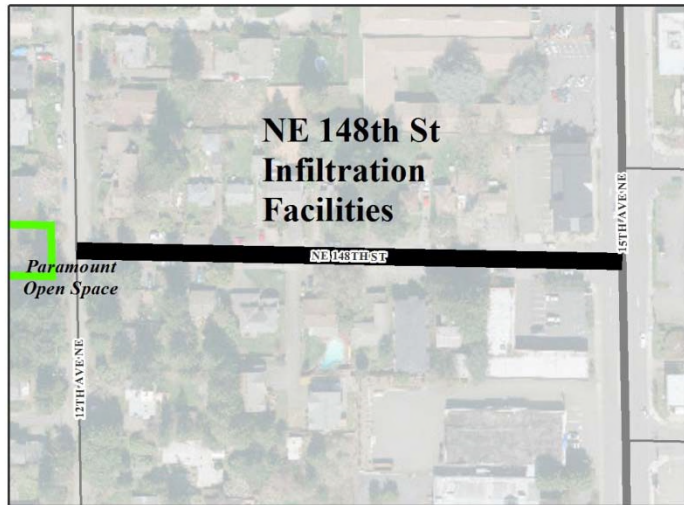 NE 148th St
Infiltration
Facilities
NE 148TH ST
15TH AVE NE
Paramount
Open Space
12TH AVE NE